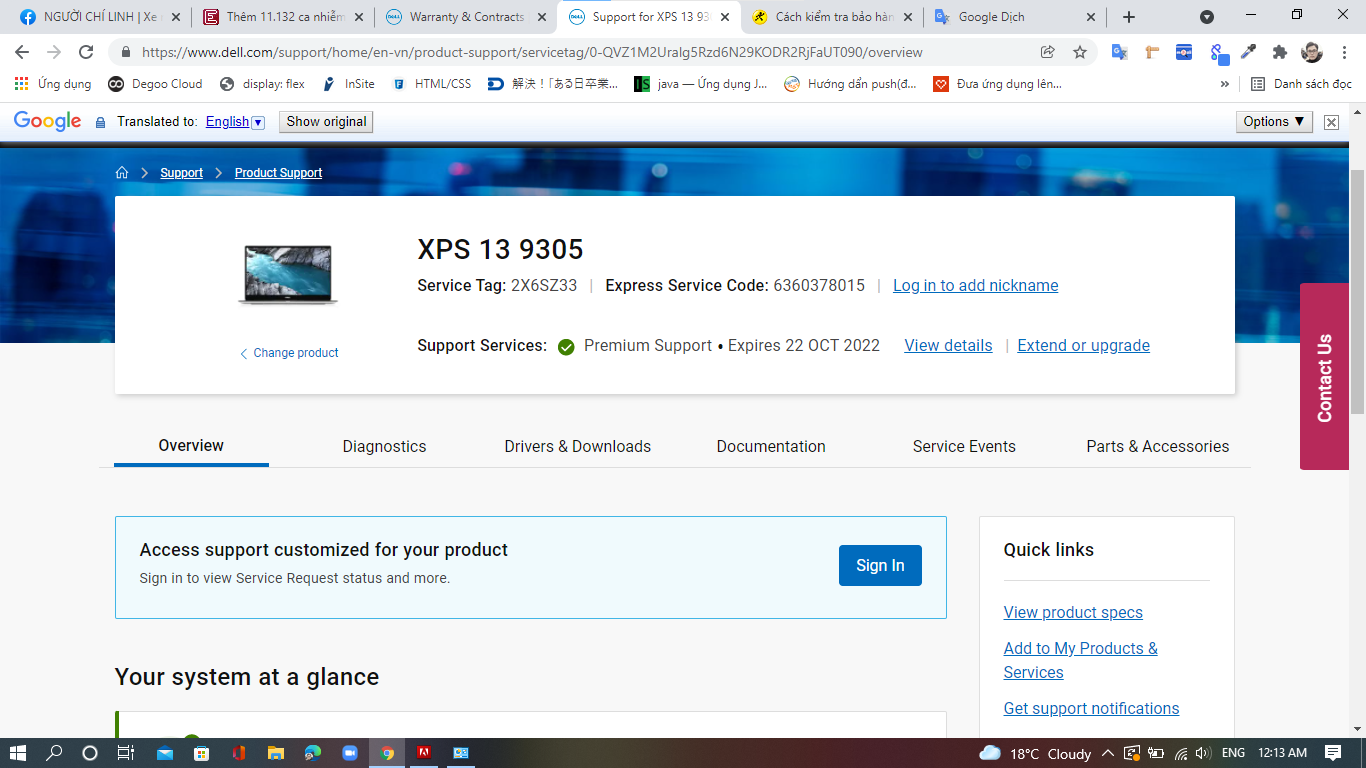 NGƯỜI CHÍ LINH | Xe
Thêm 11.132 ca nhiễm
Warranty & Contracts
Support for XPS 13 93
Cách kiểm tra bảo hàn
Google Dịch
https://www.dell.com/support/home/en-vn/product-support/servicetag/0-QVZ1M2UraIg5Rzd6N29KODR2RjFaUT090/overview
Ứng dụng
Degoo Cloud
display: flex
InSite
HTML/CSS
解決！「ある日卒業...
java — Ứng dụng J...
Hướng dẩn push(đ...
Đưa ứng dụng lên...
»
Danh sách đọc
Google
Translated to: English
Show original
Options ▼
Support
Product Support
XPS 13 9305
Service Tag: 2X6SZ33 | Express Service Code: 6360378015 | Log in to add nickname
Change product
Support Services: Premium Support • Expires 22 OCT 2022 View details | Extend or upgrade
Contact Us
Overview
Diagnostics
Drivers & Downloads
Documentation
Service Events
Parts & Accessories
Access support customized for your product
Sign in to view Service Request status and more.
Sign In
Quick links
View product specs
Add to My Products &
Services
Get support notifications
Your system at a glance
18°C Cloudy
ENG
12:13 AM